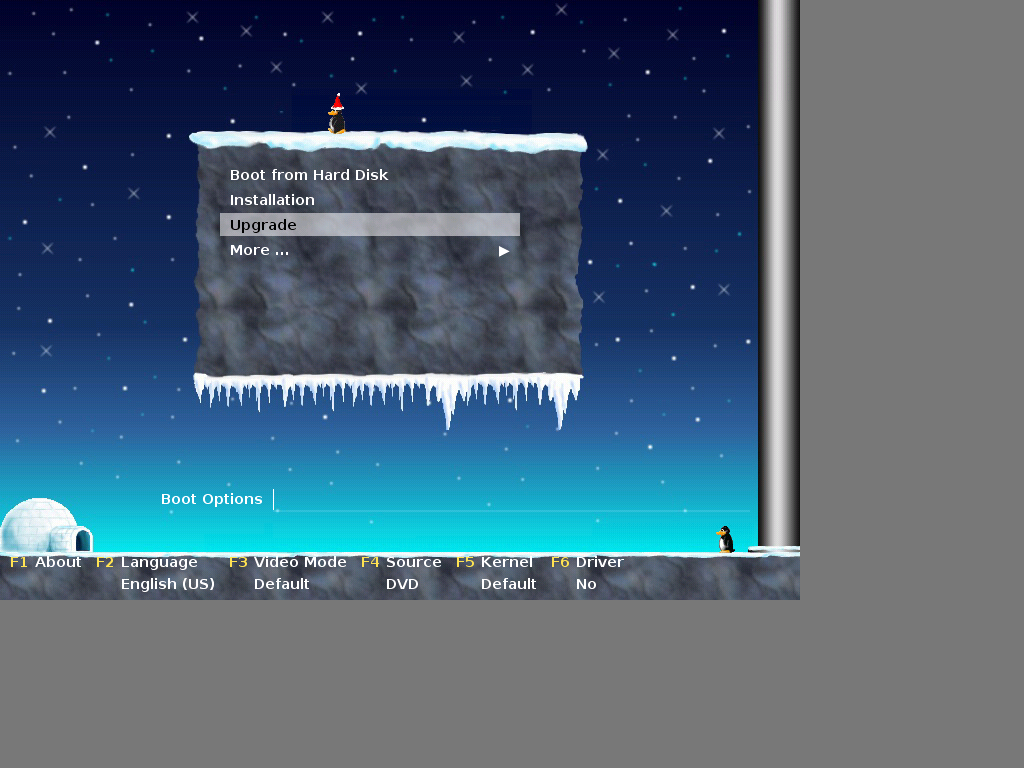 Boot from Hard Disk
Installation
Upgrade
More ...
Boot Options
F1 About F2 Language F3 Video Mode F4 Source F5 Kernel F6 Driver
English (US) Default DVD Default No